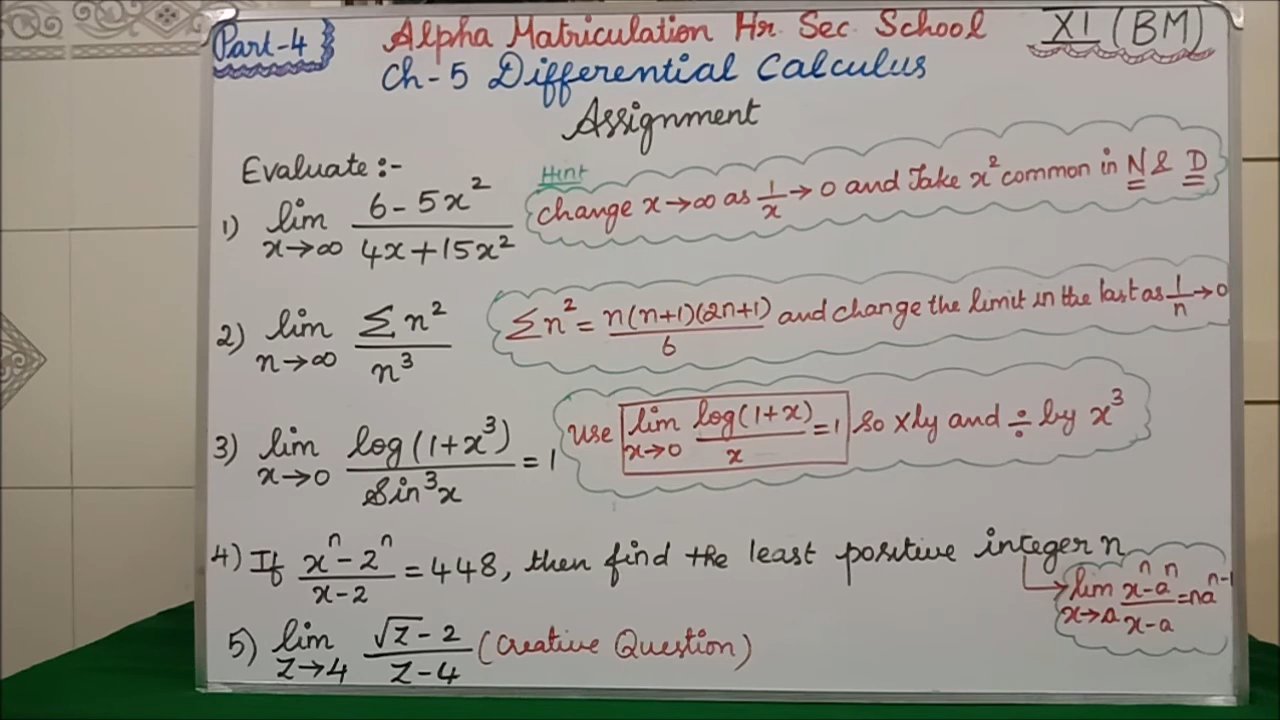 Part-4
Alpha Matriculation Hr. Sec. School
XI (BM)
Ch-5 Differential Calculus
Assignment
Evaluate :-
Hint
1) lim x→∞ (6-5x²)/(4x+15x²)
change x→∞ as 1/x→0 and Take x² common in N & D
2) lim n→∞ Σn²/n³
Σn² = n(n+1)(2n+1)/6 and change the limit in the last as 1/n→0
3) lim x→0 log(1+x³)/Sin³x = 1
Use lim x→0 log(1+x)/x = 1 so xly and ÷ by x³
4) If (xⁿ-2ⁿ)/(x-2) = 448, then find the least positive integer n
lim x→a (xⁿ-aⁿ)/(x-a) = naⁿ⁻¹
5) lim z→4 (√z-2)/(z-4) (Creative Question)